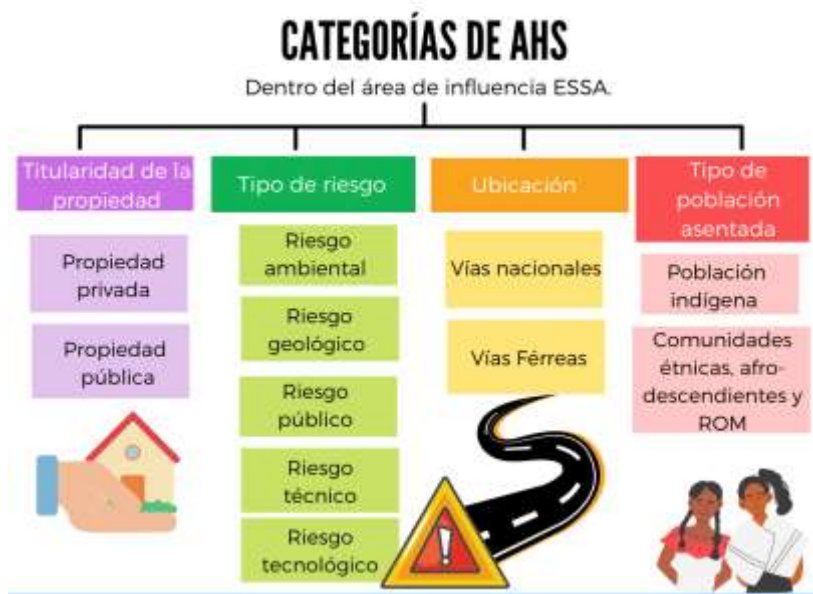 CATEGORÍAS DE AHS
Dentro del área de influencia ESSA.
Titularidad de la
propiedad
Propiedad
privada
Propiedad
pública
Tipo de riesgo
Riesgo
ambiental
Riesgo
geológico
Riesgo
público
Riesgo
técnico
Riesgo
tecnológico
Ubicación
Vías nacionales
Vías Férreas
Tipo de
población
asentada
Población
indígena
Comunidades
étnicas, afro-
descendientes y
ROM
!